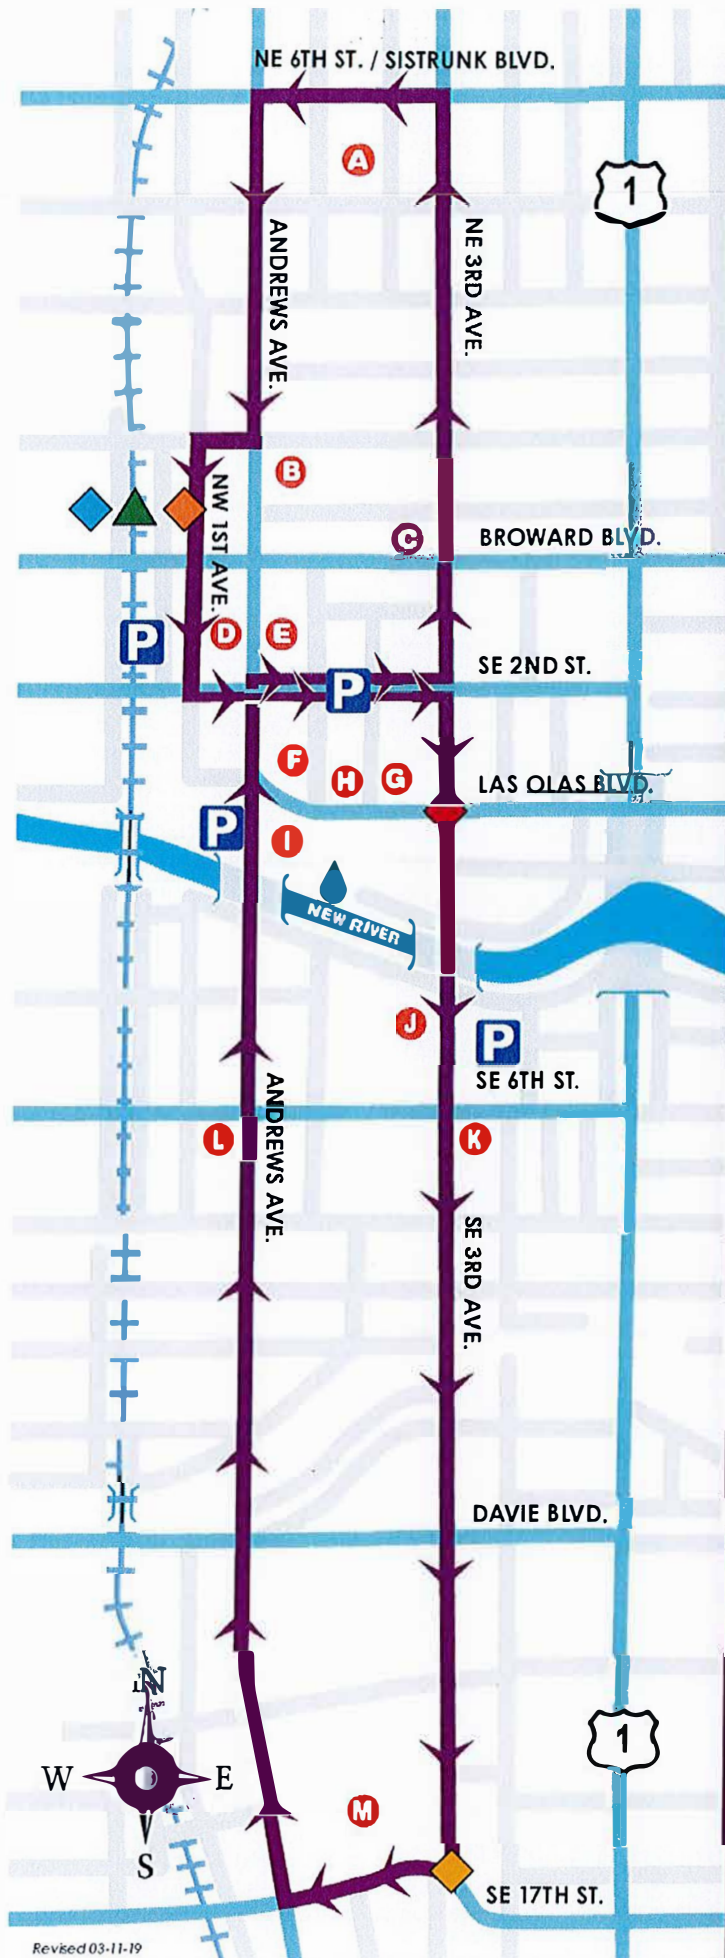 NE 6TH ST. / SISTRUNK BLVD.
A
1
ANDREWS AVE.
NE 3RD AVE.
B
NW 1ST AVE.
C
BROWARD BLVD.
P
D
E
SE 2ND ST.
P
F
H
G
LAS OLAS BLVD.
P
I
NEW RIVER
J
P
SE 6TH ST.
L
ANDREWS AVE.
K
SE 3RD AVE.
DAVIE BLVD.
N
1
W
E
M
S
SE 17TH ST.
Revised 03-11-19